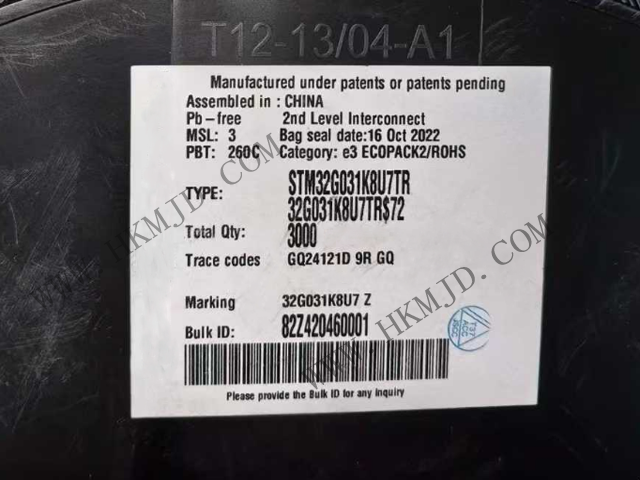 T12-13/04-A1
Manufactured under patents or patents pending
Assembled in : CHINA
Pb-free 2nd Level Interconnect
MSL: 3 Bag seal date:16 Oct 2022
PBT: 260C Category: e3 ECOPACK2/ROHS
TYPE: STM32G031K8U7TR
32G031K8U7TR$72
Total Qty: 3000
Trace codes GQ24121D 9R GQ
Marking 32G031K8U7 Z
Bulk ID: 82Z420460001
Please provide the Bulk ID for any inquiry
WWW.HKMJD.COM